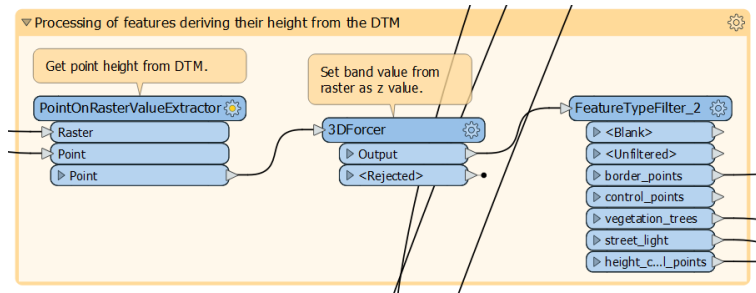 Processing of features deriving their height from the DTM
Get point height from DTM.
PointOnRasterValueExtractor
Raster
Point
Point
Set band value from
raster as z value.
3DForcer
Output
<Rejected>
FeatureTypeFilter_2
<Blank>
<Unfiltered>
border_points
control_points
vegetation_trees
street_light
height_c...l_points